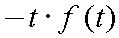 −t · f (t)